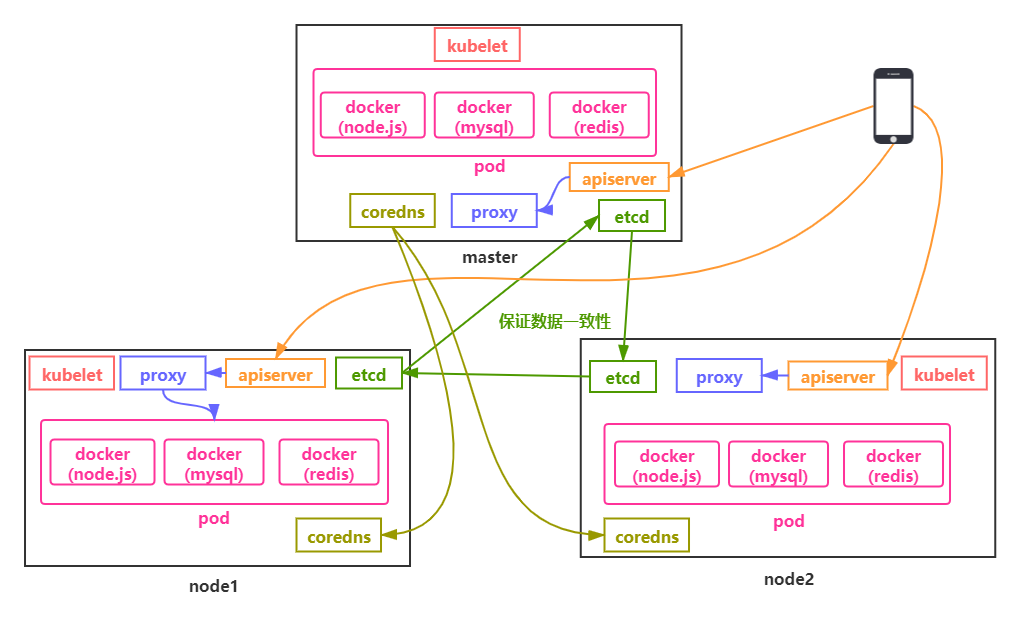 kubelet
docker
(node.js)
docker
(mysql)
docker
(redis)
pod
apiserver
coredns
proxy
etcd
master
保证数据一致性
kubelet
proxy
apiserver
etcd
docker
(node.js)
docker
(mysql)
docker
(redis)
pod
coredns
node1
etcd
proxy
apiserver
kubelet
docker
(node.js)
docker
(mysql)
docker
(redis)
pod
coredns
node2